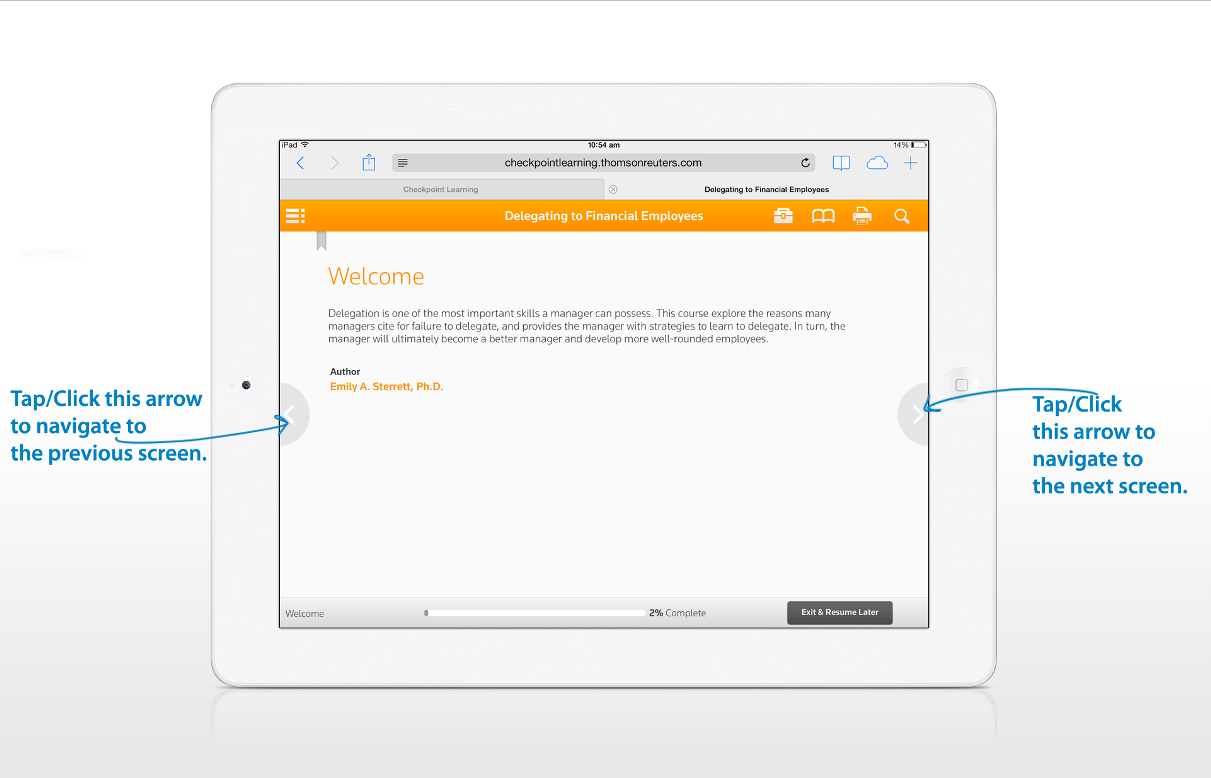 iPad 10:54 am 14%
checkpointlearning.thomsonreuters.com
Checkpoint Learning Delegating to Financial Employees
Delegating to Financial Employees
Welcome
Delegation is one of the most important skills a manager can possess. This course explore the reasons many
managers cite for failure to delegate, and provides the manager with strategies to learn to delegate. In turn, the
manager will ultimately become a better manager and develop more well-rounded employees.
Author
Emily A. Sterrett, Ph.D.
Tap/Click this arrow
to navigate to
the previous screen.
Tap/Click
this arrow to
navigate to
the next screen.
Welcome 2% Complete Exit & Resume Later